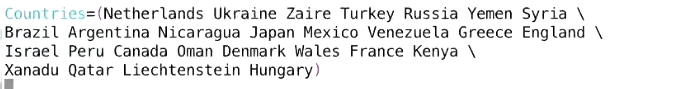 Countries=(Netherlands Ukraine Zaire Turkey Russia Yemen Syria \
Brazil Argentina Nicaragua Japan Mexico Venezuela Greece England \
Israel Peru Canada Oman Denmark Wales France Kenya \
Xanadu Qatar Liechtenstein Hungary)